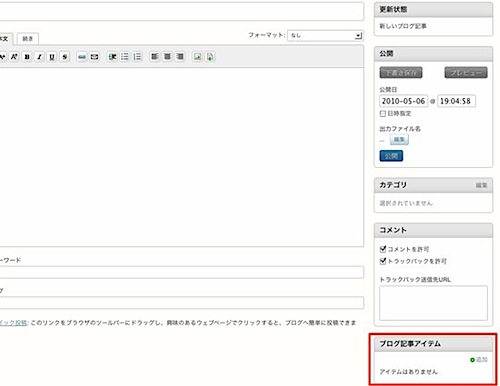 更新状態
新しいブログ記事
本文 続き
フォーマット: なし
公開
下書き保存 プレビュー
公開日
2010-05-06 @ 19:04:58
日時指定
出力ファイル名
... 編集
公開
カテゴリ 編集
選択されていません
コメント
コメントを許可
トラックバックを許可
トラックバック送信先URL
ーワード
グ
イック投稿: このリンクをブラウザのツールバーにドラッグし、興味のあるウェブページでクリックすると、ブログへ簡単に投稿できま
ブログ記事アイテム
追加
アイテムはありません